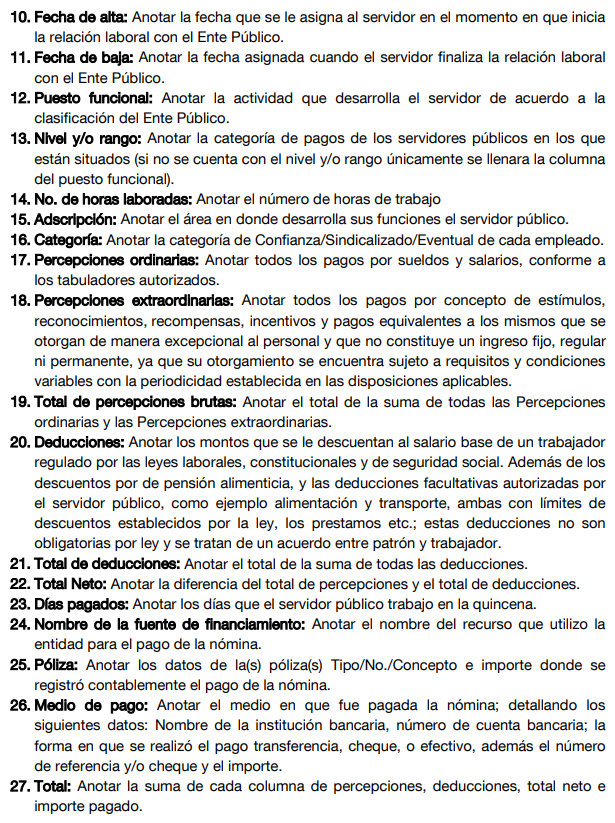 10. Fecha de alta: Anotar la fecha que se le asigna al servidor en el momento en que inicia
la relación laboral con el Ente Público.
11. Fecha de baja: Anotar la fecha asignada cuando el servidor finaliza la relación laboral
con el Ente Público.
12. Puesto funcional: Anotar la actividad que desarrolla el servidor de acuerdo a la
clasificación del Ente Público.
13. Nivel y/o rango: Anotar la categoría de pagos de los servidores públicos en los que
están situados (si no se cuenta con el nivel y/o rango únicamente se llenara la columna
del puesto funcional).
14. No. de horas laboradas: Anotar el número de horas de trabajo
15. Adscripción: Anotar el área en donde desarrolla sus funciones el servidor público.
16. Categoría: Anotar la categoría de Confianza/Sindicalizado/Eventual de cada empleado.
17. Percepciones ordinarias: Anotar todos los pagos por sueldos y salarios, conforme a
los tabuladores autorizados.
18. Percepciones extraordinarias: Anotar todos los pagos por concepto de estímulos,
reconocimientos, recompensas, incentivos y pagos equivalentes a los mismos que se
otorgan de manera excepcional al personal y que no constituye un ingreso fijo, regular
ni permanente, ya que su otorgamiento se encuentra sujeto a requisitos y condiciones
variables con la periodicidad establecida en las disposiciones aplicables.
19. Total de percepciones brutas: Anotar el total de la suma de todas las Percepciones
ordinarias y las Percepciones extraordinarias.
20. Deducciones: Anotar los montos que se le descuentan al salario base de un trabajador
regulado por las leyes laborales, constitucionales y de seguridad social. Además de los
descuentos por de pensión alimenticia, y las deducciones facultativas autorizadas por
el servidor público, como ejemplo alimentación y transporte, ambas con límites de
descuentos establecidos por la ley, los prestamos etc.; estas deducciones no son
obligatorias por ley y se tratan de un acuerdo entre patrón y trabajador.
21. Total de deducciones: Anotar el total de la suma de todas las deducciones.
22. Total Neto: Anotar la diferencia del total de percepciones y el total de deducciones.
23. Días pagados: Anotar los días que el servidor público trabajo en la quincena.
24. Nombre de la fuente de financiamiento: Anotar el nombre del recurso que utilizo la
entidad para el pago de la nómina.
25. Póliza: Anotar los datos de la(s) póliza(s) Tipo/No./Concepto e importe donde se
registró contablemente el pago de la nómina.
26. Medio de pago: Anotar el medio en que fue pagada la nómina; detallando los
siguientes datos: Nombre de la institución bancaria, número de cuenta bancaria; la
forma en que se realizó el pago transferencia, cheque, o efectivo, además el número
de referencia y/o cheque y el importe.
27. Total: Anotar la suma de cada columna de percepciones, deducciones, total neto e
importe pagado.